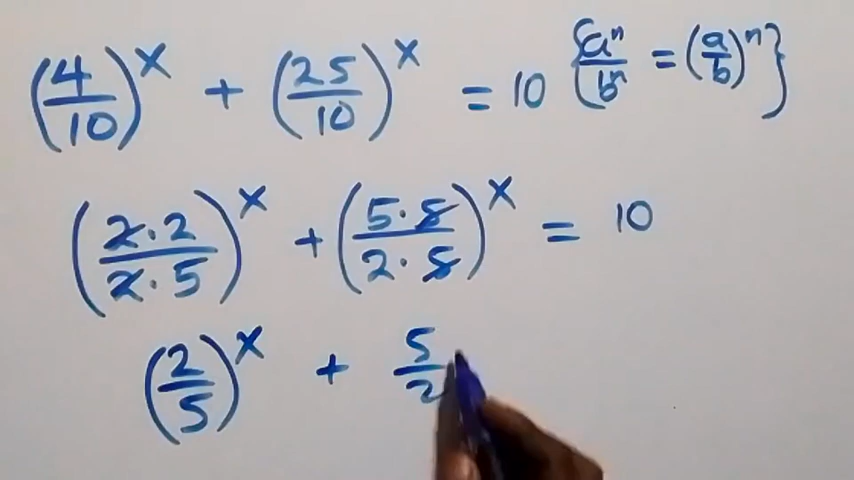 (4/10)^x + (25/10)^x = 10 {a^n/b^n = (a/b)^n}
(2·2/2·5)^x + (5·5/2·5)^x = 10
(2/5)^x + 5/2